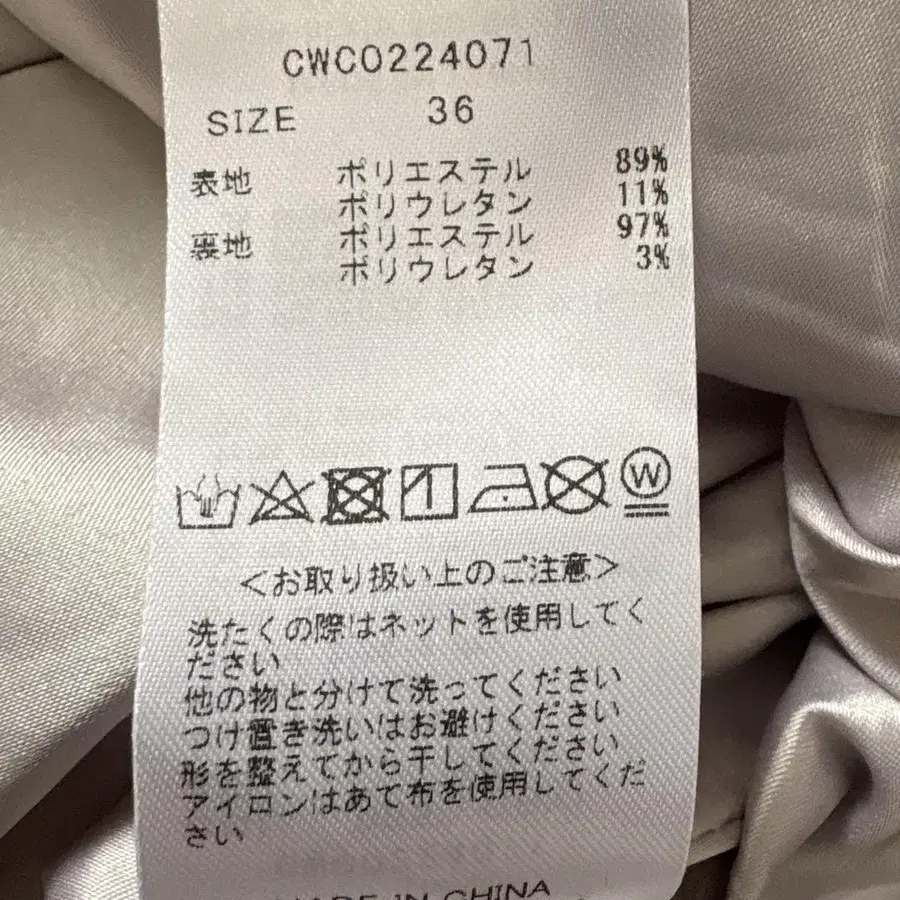 CWCO224071
SIZE 36
表地 ポリエステル 89%
ポリウレタン 11%
裏地 ポリエステル 97%
ポリウレタン 3%
W
<お取り扱い上のご注意>
洗たくの際はネットを使用してく
ださい
他の物と分けて洗ってください
つけ置き洗いはお避けください
形を整えてから干してください
アイロンはあて布を使用してくだ
さい
MADE IN CHINA